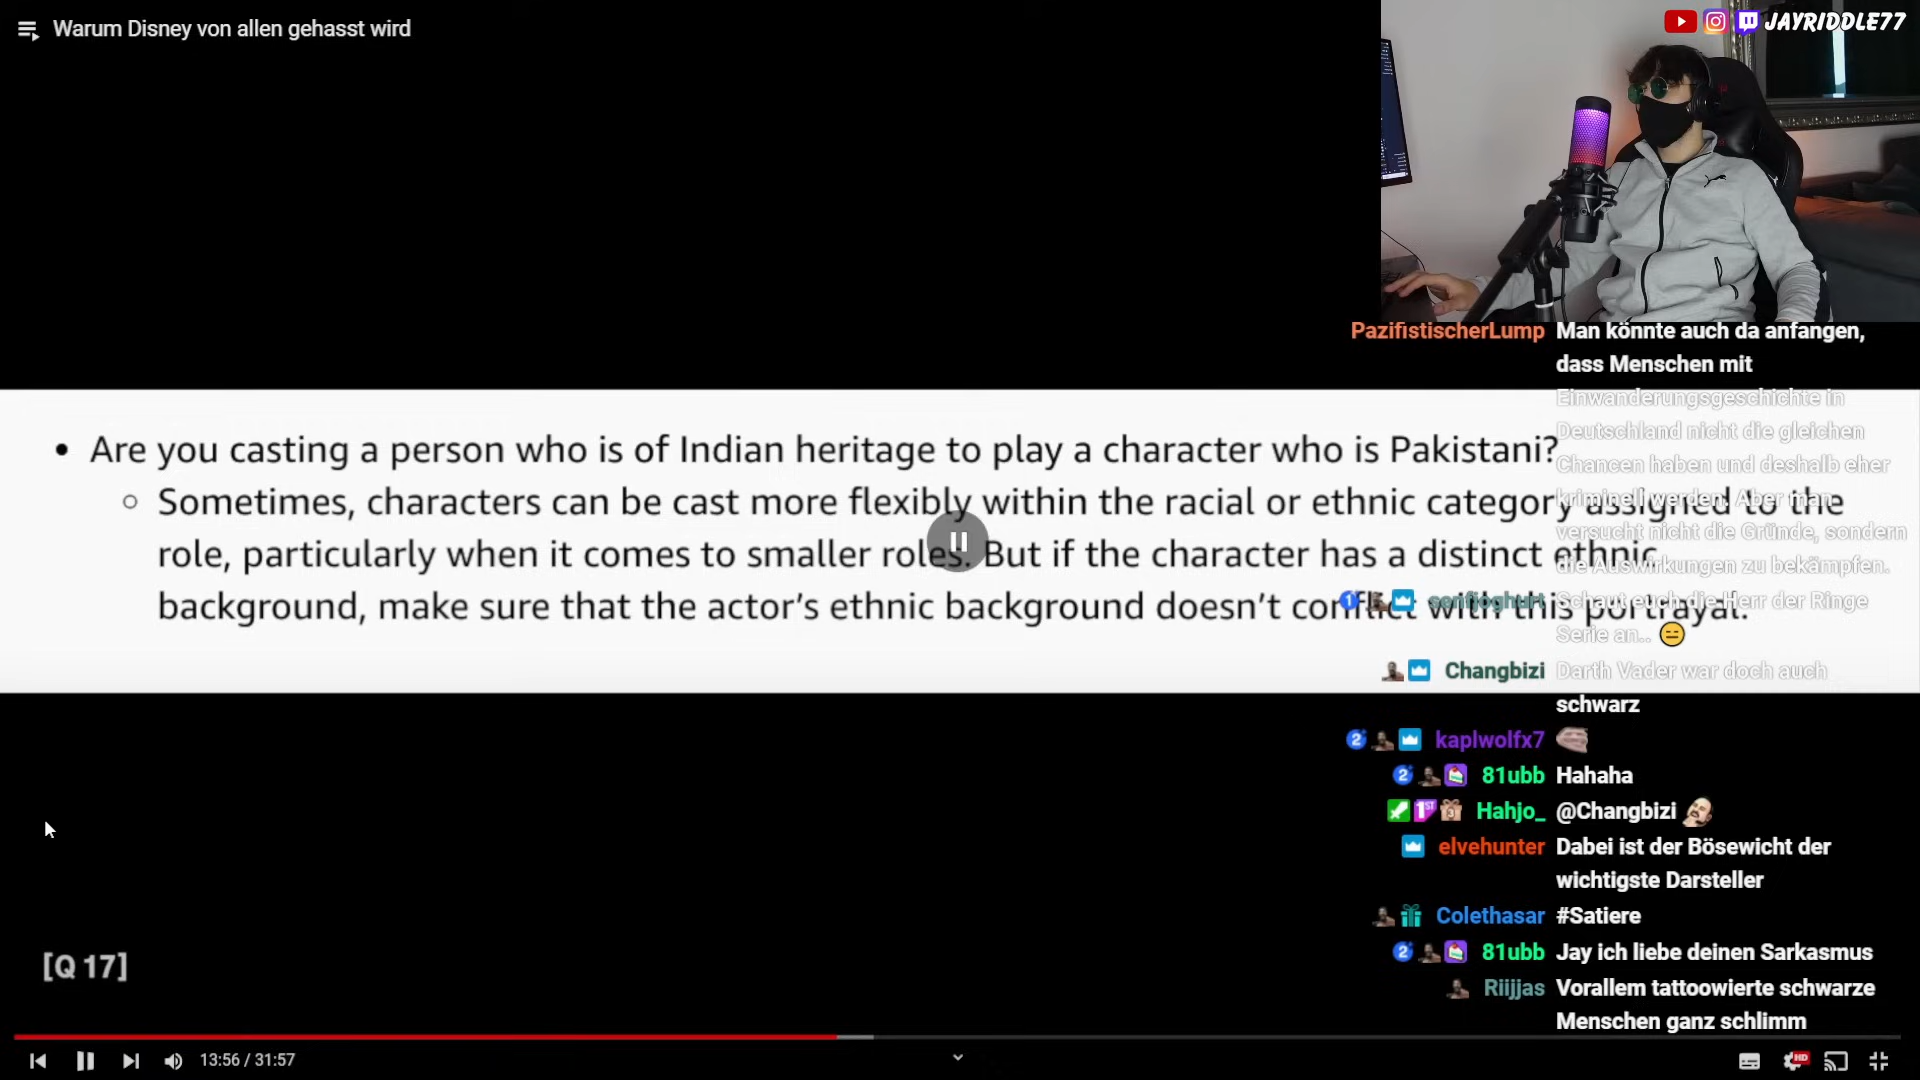 Warum Disney von allen gehasst wird
JAYRIDDLE77
PazifistischerLump Man könnte auch da anfangen,
dass Menschen mit
Einwanderungsgeschichte in
Deutschland nicht die gleichen
Chancen haben und deshalb eher
kriminell werden. Aber man
versucht nicht die Gründe, sondern
die Auswirkungen zu bekämpfen.
• Are you casting a person who is of Indian heritage to play a character who is Pakistani?
○ Sometimes, characters can be cast more flexibly within the racial or ethnic category assigned to the
role, particularly when it comes to smaller roles. But if the character has a distinct ethnic
background, make sure that the actor's ethnic background doesn't conflict with this portrayal.
Schaut euch die Herr der Ringe
Serie an.. 😑
Changbizi Darth Vader war doch auch
schwarz
kaplwolfx7
81ubb Hahaha
Hahjo_ @Changbizi
elvehunter Dabei ist der Bösewicht der
wichtigste Darsteller
Colethasar #Satiere
81ubb Jay ich liebe deinen Sarkasmus
Riijjas Vorallem tattoowierte schwarze
Menschen ganz schlimm
[Q 17]
13:56 / 31:57
HD